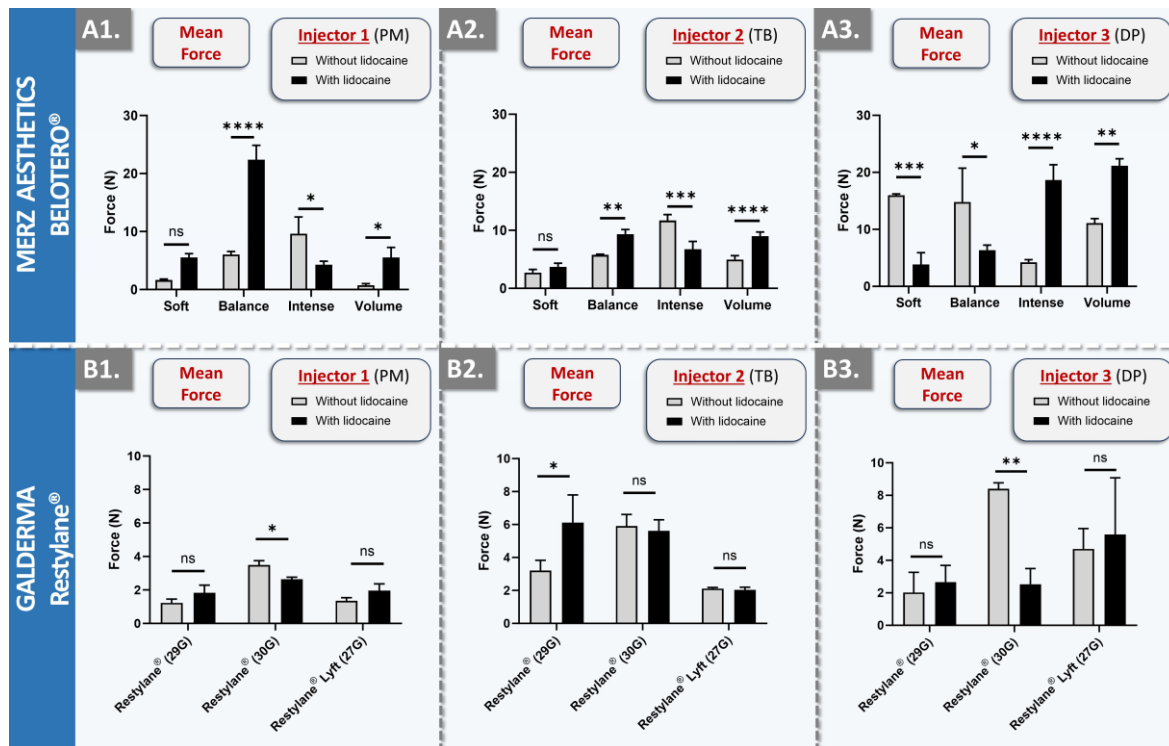 MERZ AESTHETICS
BELOTERO®
A1.
Mean
Force
Injector 1 (PM)
Without lidocaine
With lidocaine
Force (N)
30
20
10
0
ns
****
*
*
Soft
Balance
Intense
Volume
A2.
Mean
Force
Injector 2 (TB)
Without lidocaine
With lidocaine
Force (N)
30
20
10
0
ns
**
***
****
Soft
Balance
Intense
Volume
A3.
Mean
Force
Injector 3 (DP)
Without lidocaine
With lidocaine
Force (N)
30
20
10
0
***
*
****
**
Soft
Balance
Intense
Volume
GALDERMA
Restylane®
B1.
Mean
Force
Injector 1 (PM)
Without lidocaine
With lidocaine
Force (N)
10
8
6
4
2
0
ns
*
ns
Restylane® (29G)
Restylane® (30G)
Restylane® Lyft (27G)
B2.
Mean
Force
Injector 2 (TB)
Without lidocaine
With lidocaine
Force (N)
10
8
6
4
2
0
*
ns
ns
Restylane® (29G)
Restylane® (30G)
Restylane® Lyft (27G)
B3.
Mean
Force
Injector 3 (DP)
Without lidocaine
With lidocaine
Force (N)
10
8
6
4
2
0
ns
**
ns
Restylane® (29G)
Restylane® (30G)
Restylane® Lyft (27G)